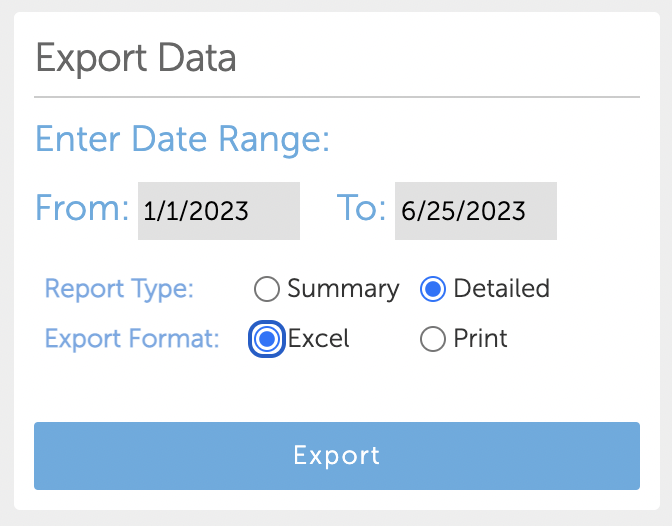 Export Data
Enter Date Range:
From: 1/1/2023 To: 6/25/2023
Report Type: Summary Detailed
Export Format: Excel Print
Export